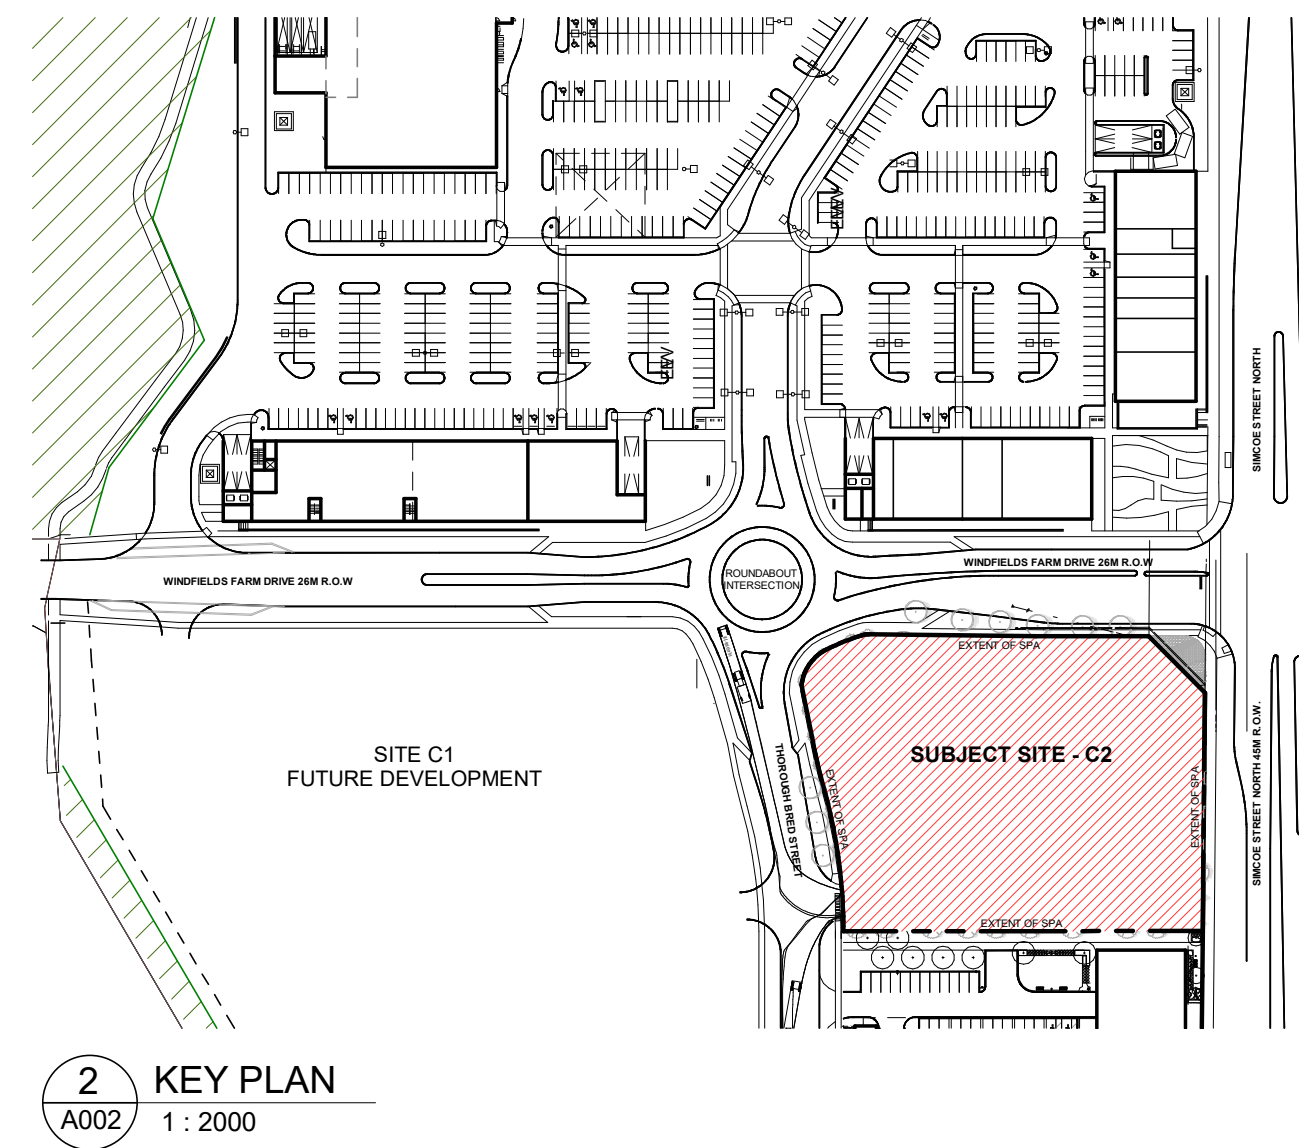 SIMCOE STREET NORTH
WINDFIELDS FARM DRIVE 26M R.O.W
ROUNDABOUT
INTERSECTION
WINDFIELDS FARM DRIVE 26M R.O.W
EXTENT OF SPA
SITE C1
FUTURE DEVELOPMENT
THOROUGH BRED STREET
EXTENT OF SPA
SUBJECT SITE - C2
EXTENT OF SPA
SIMCOE STREET NORTH 45M R.O.W.
EXTENT OF SPA
2
A002
KEY PLAN
1 : 2000